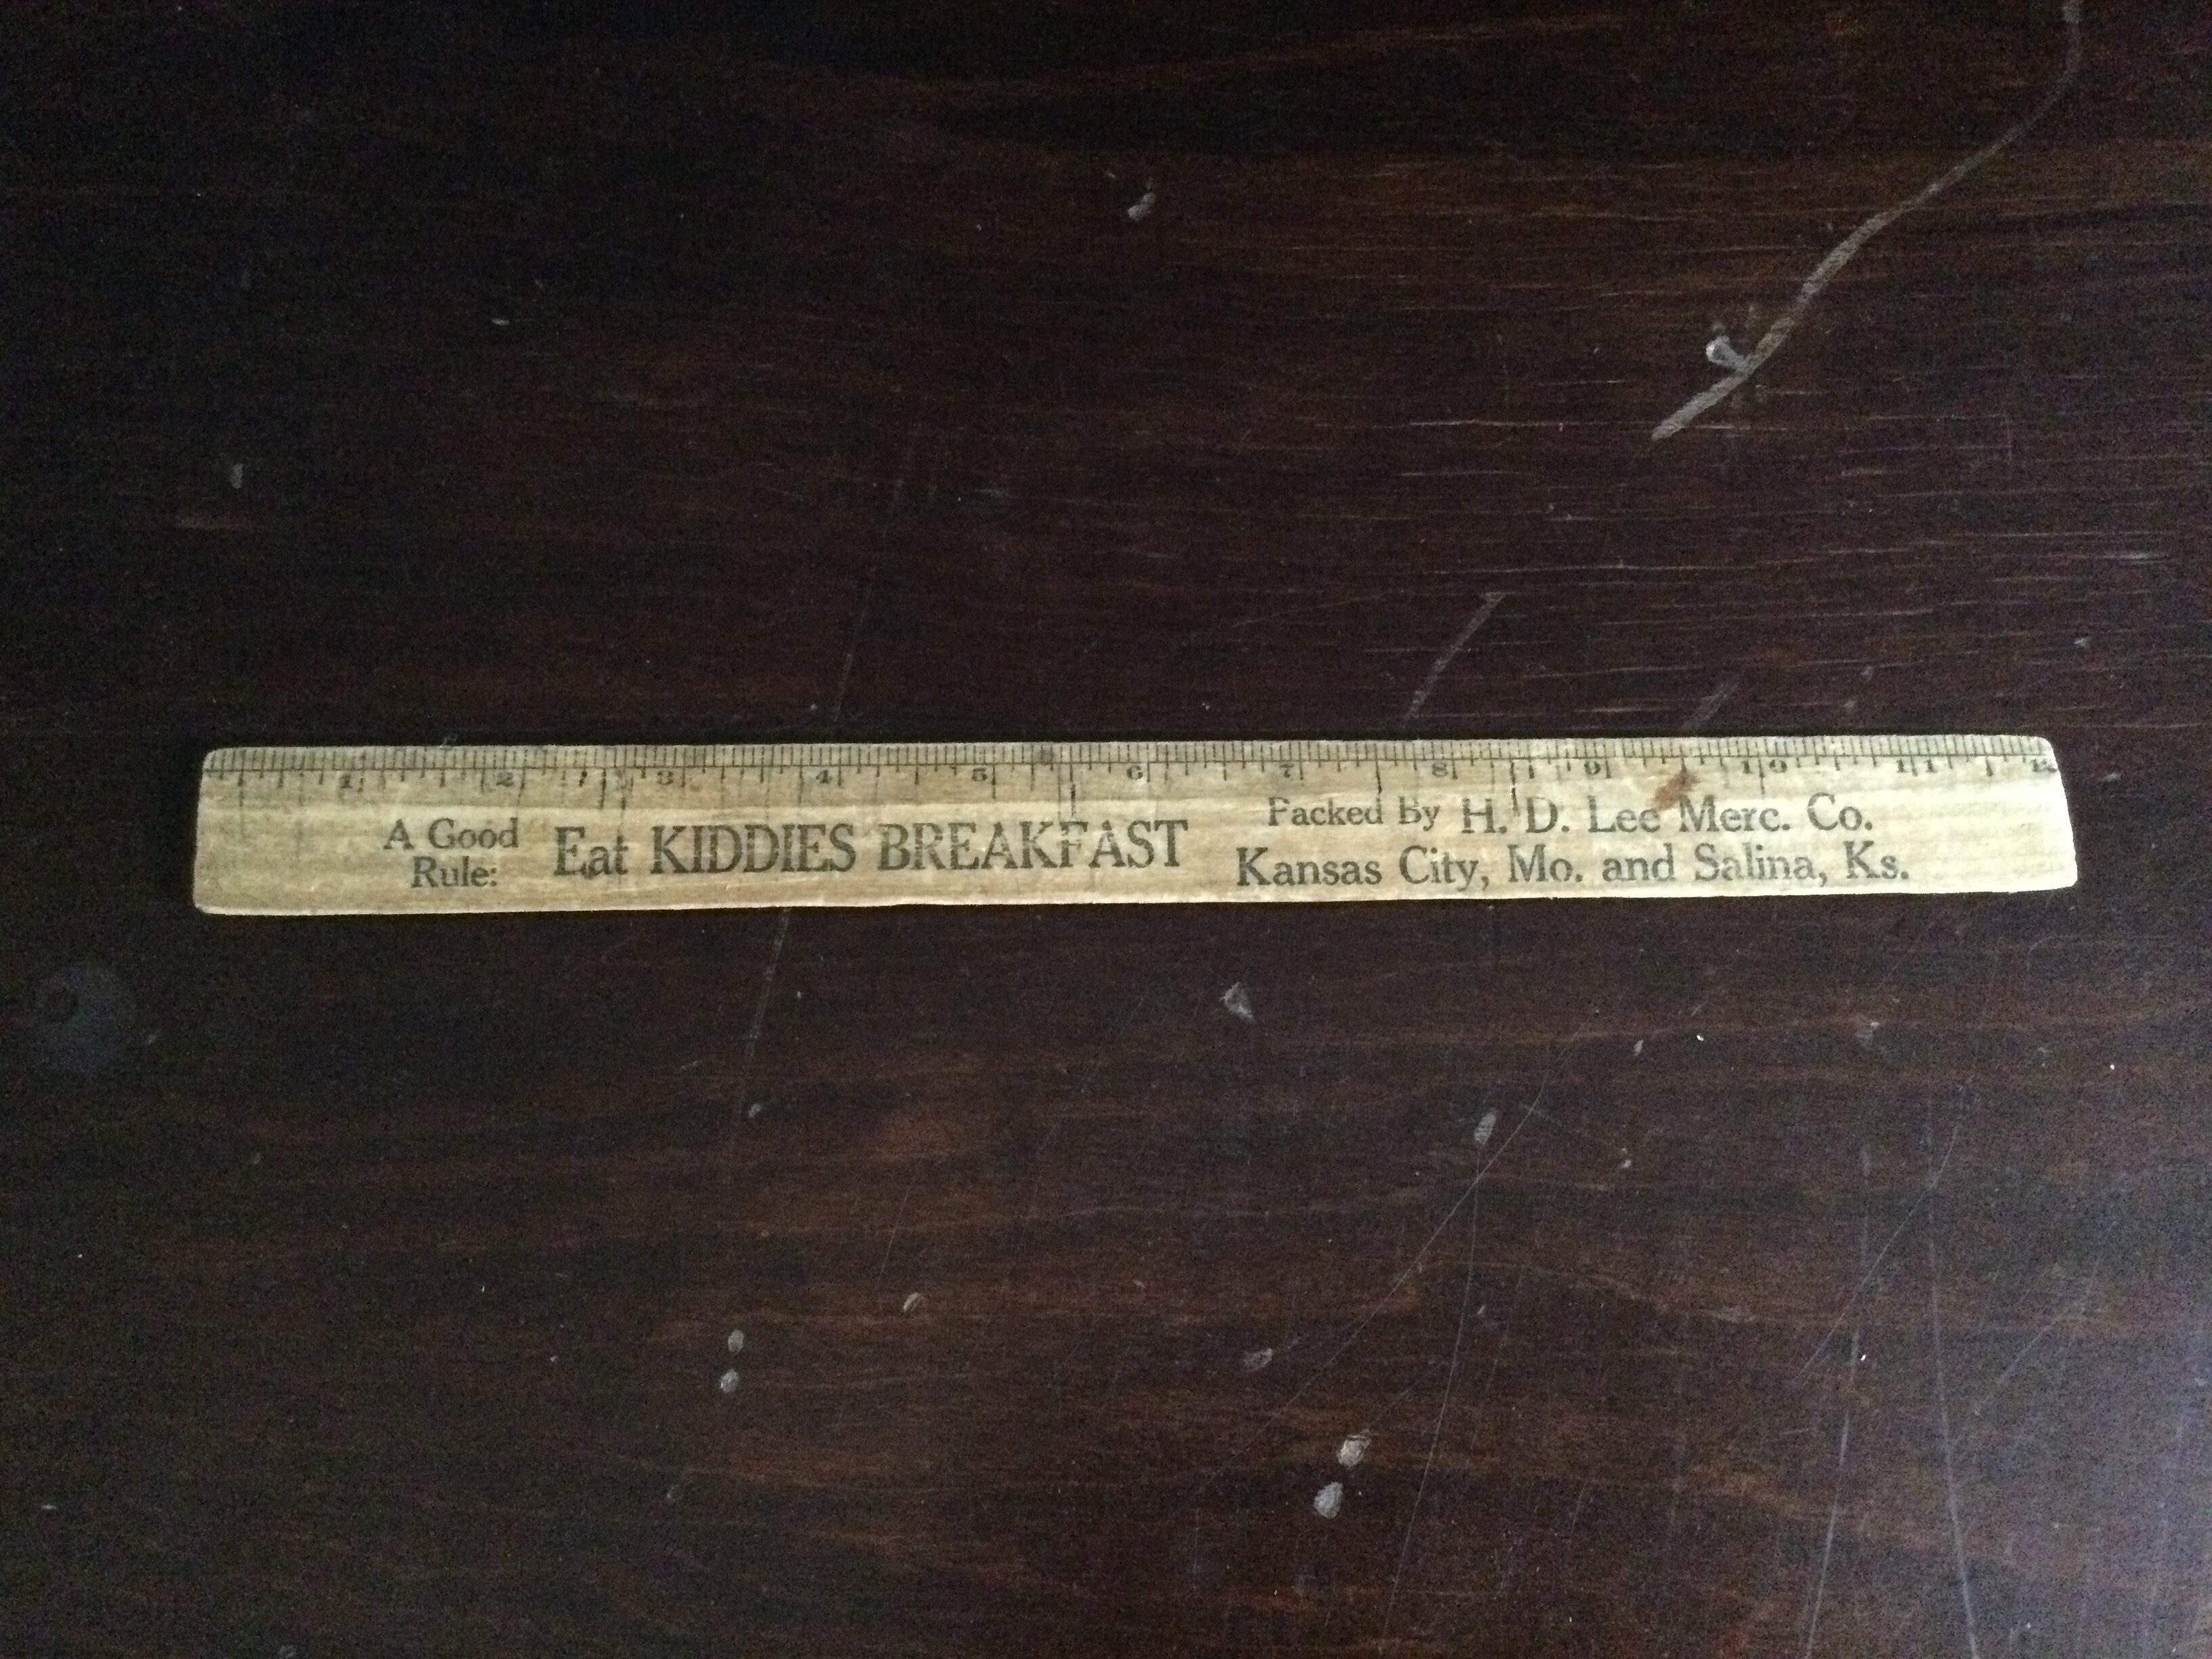 1 2 3 4 5 6 7 8 9 10 11 12
A Good
Rule:
Eat KIDDIES BREAKFAST
Packed By H. D. Lee Merc. Co.
Kansas City, Mo. and Salina, Ks.